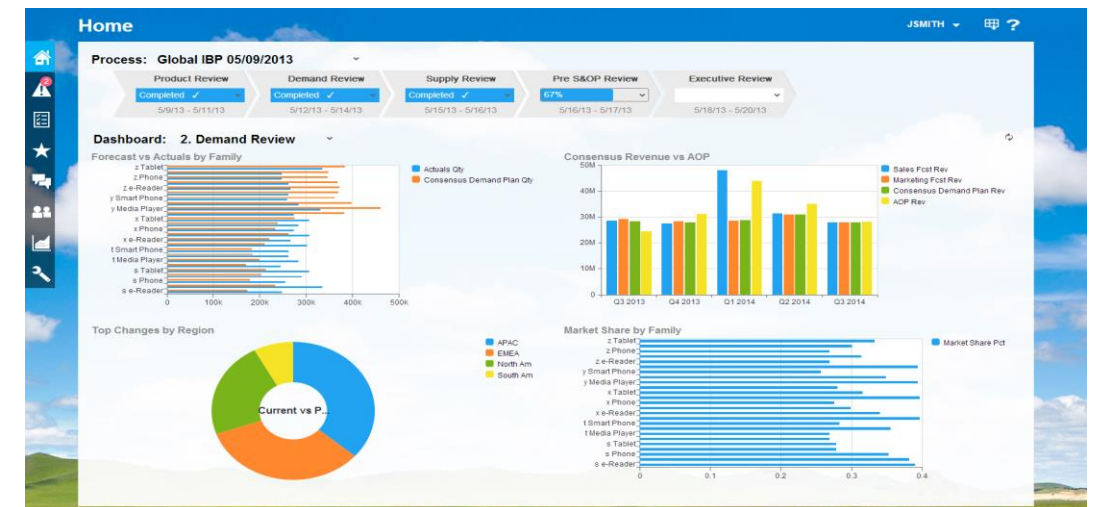 Home
JSMITH
?
2
Process: Global IBP 05/09/2013
Product Review Demand Review Supply Review Pre S&OP Review Executive Review
Completed ✓ Completed ✓ Completed ✓ 67%
5/9/13 - 5/11/13 5/12/13 - 5/14/13 5/15/13 - 5/16/13 5/16/13 - 5/17/13 5/18/13 - 5/20/13
Dashboard: 2. Demand Review
Forecast vs Actuals by Family
z Tablet
z Phone
z e-Reader
y Smart Phone
y Media Player
x Tablet
x Phone
x e-Reader
t Smart Phone
t Media Player
s Tablet
s Phone
s e-Reader
0 100k 200k 300k 400k 500k
Actuals Qty
Consensus Demand Plan Qty
Consensus Revenue vs AOP
50M
40M
30M
20M
10M
0
Q3 2013 Q4 2013 Q1 2014 Q2 2014 Q3 2014
Sales Fcst Rev
Marketing Fcst Rev
Consensus Demand Plan Rev
AOP Rev
Top Changes by Region
Current vs P...
APAC
EMEA
North Am
South Am
Market Share by Family
z Tablet
z Phone
z e-Reader
y Smart Phone
y Media Player
x Tablet
x Phone
x e-Reader
t Smart Phone
t Media Player
s Tablet
s Phone
s e-Reader
0 0.1 0.2 0.3 0.4
Market Share Pct